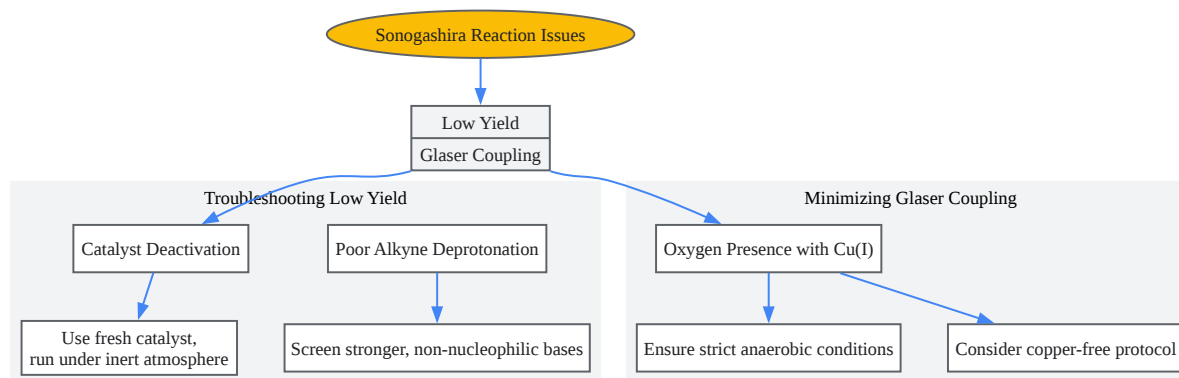 Sonogashira Reaction Issues
Low Yield
Glaser Coupling
Troubleshooting Low Yield
Minimizing Glaser Coupling
Catalyst Deactivation
Poor Alkyne Deprotonation
Oxygen Presence with Cu(I)
Use fresh catalyst,
run under inert atmosphere
Screen stronger, non-nucleophilic bases
Ensure strict anaerobic conditions
Consider copper-free protocol